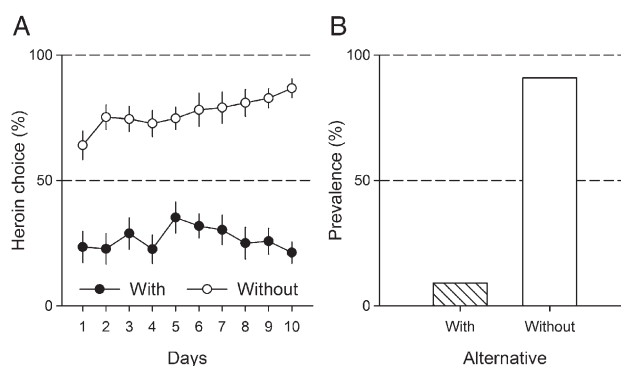 A
B
100
50
0
Heroin choice (%)
With
Without
1 2 3 4 5 6 7 8 9 10
Days
100
50
0
Prevalence (%)
With
Without
Alternative